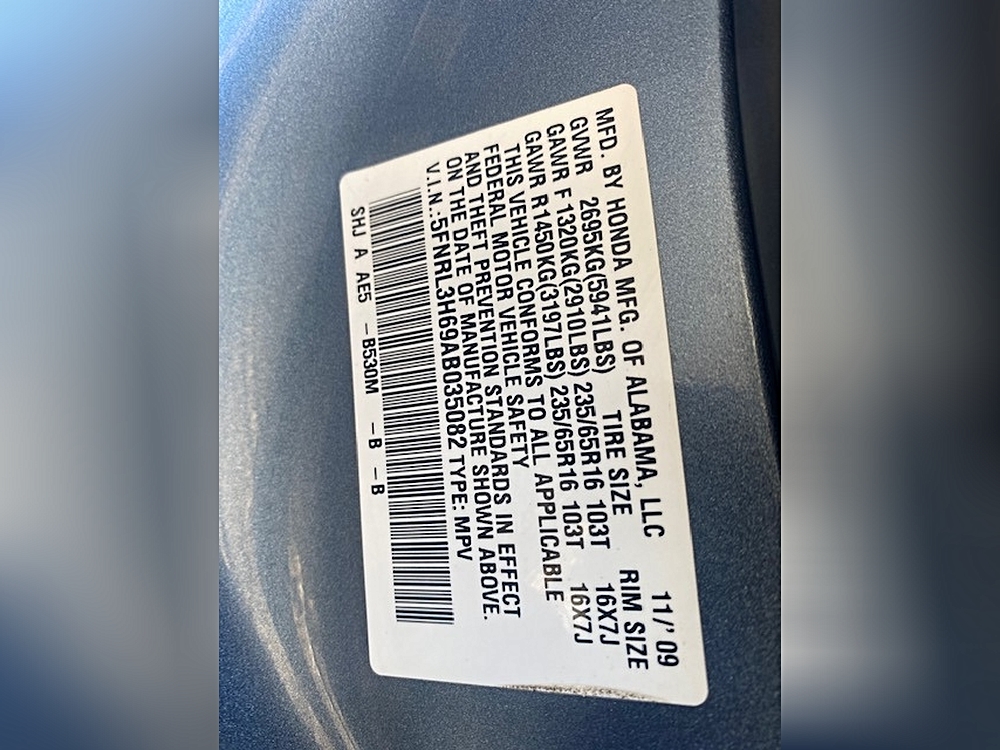 MFD. BY HONDA MFG. OF ALABAMA, LLC 11/'09
GVWR 2695KG(5941LBS) TIRE SIZE RIM SIZE
GAWR F 1320KG(2910LBS) 235/65R16 103T 16X7J
GAWR R1450KG(3197LBS) 235/65R16 103T 16X7J
THIS VEHICLE CONFORMS TO ALL APPLICABLE
FEDERAL MOTOR VEHICLE SAFETY
AND THEFT PREVENTION STANDARDS IN EFFECT
ON THE DATE OF MANUFACTURE SHOWN ABOVE.
V.I.N.:5FNRL3H69AB035082 TYPE: MPV
SHJ A AE5 -B530M -B -B